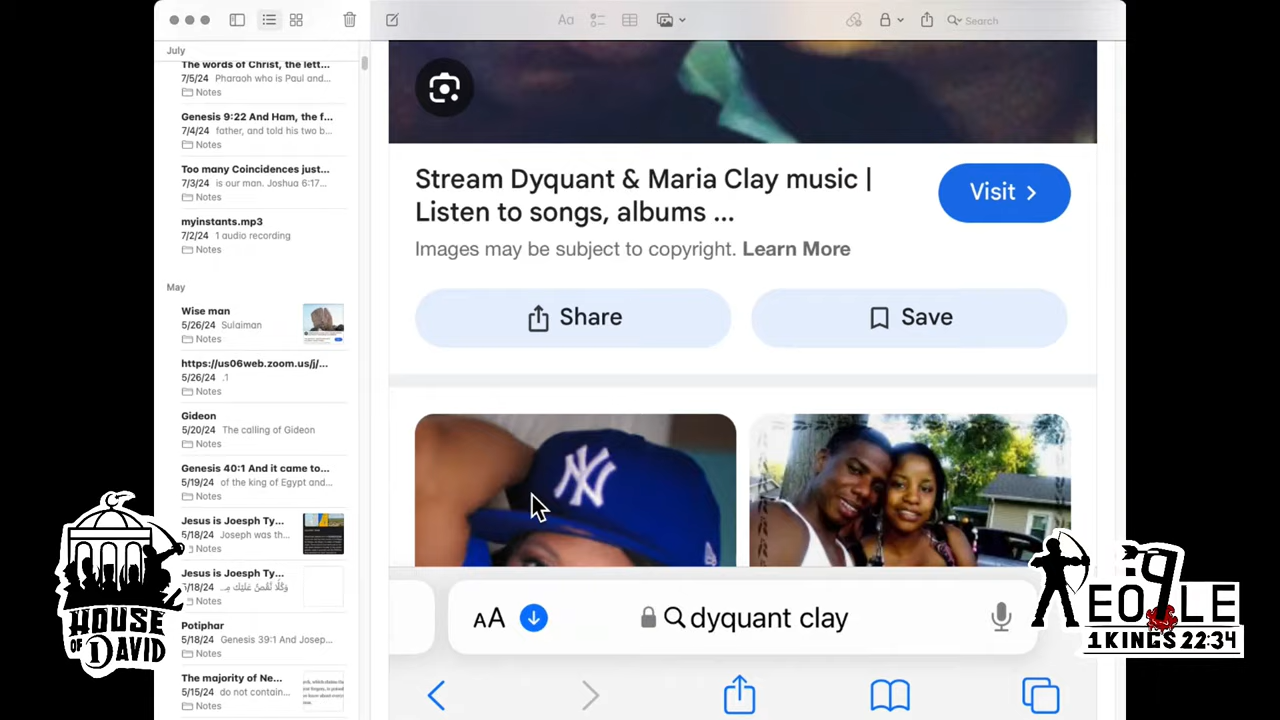 Aa
Search
July
The words of Christ, the lett...
7/5/24 Pharaoh who is Paul and...
Notes
Genesis 9:22 And Ham, the f...
7/4/24 father, and told his two b...
Notes
Too many Coincidences just...
7/3/24 is our man. Joshua 6:17...
Notes
myinstants.mp3
7/2/24 1 audio recording
Notes
May
Wise man
5/26/24 Sulaiman
Notes
https://us06web.zoom.us/j/...
5/26/24 .1
Notes
Gideon
5/20/24 The calling of Gideon
Notes
Genesis 40:1 And it came to...
5/19/24 of the king of Egypt and...
Notes
Jesus is Joesph Ty...
5/18/24 Joseph was th...
Notes
Jesus is Joesph Ty...
5/18/24 وَكُلًّا نَّقُصُّ عَلَيْكَ مِـ...
Notes
Potiphar
5/18/24 Genesis 39:1 And Josep...
Notes
The majority of Ne...
5/15/24 do not contain...
Notes
Stream Dyquant & Maria Clay music |
Listen to songs, albums ...
Visit >
Images may be subject to copyright. Learn More
Share
Save
NY
AA
dyquant clay
HOUSE
OF DAVID
1 KINGS 22:34